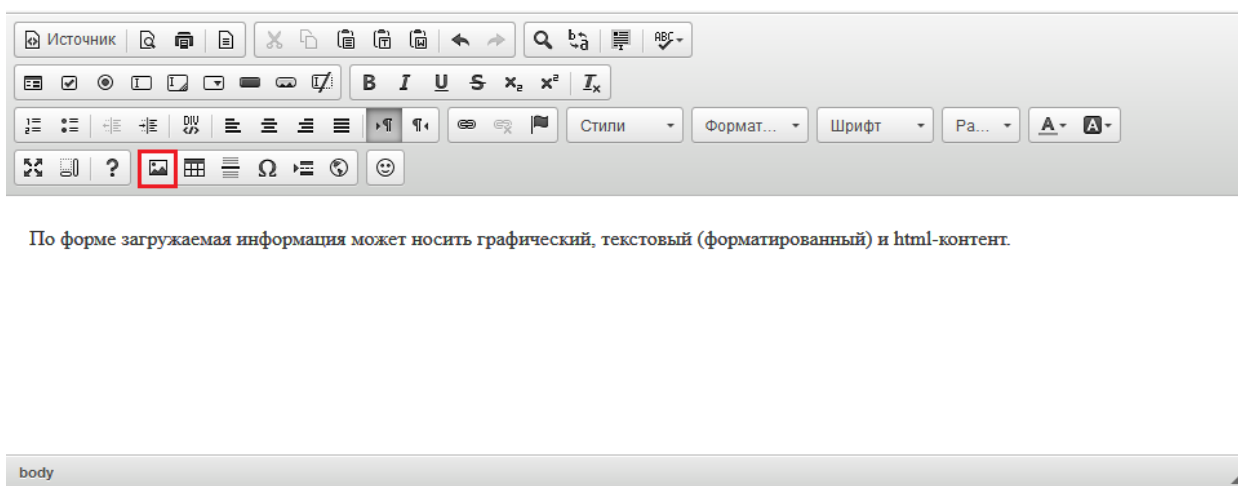 Источник
Стили Формат... Шрифт Ра...
По форме загружаемая информация может носить графический, текстовый (форматированный) и html-контент.
body